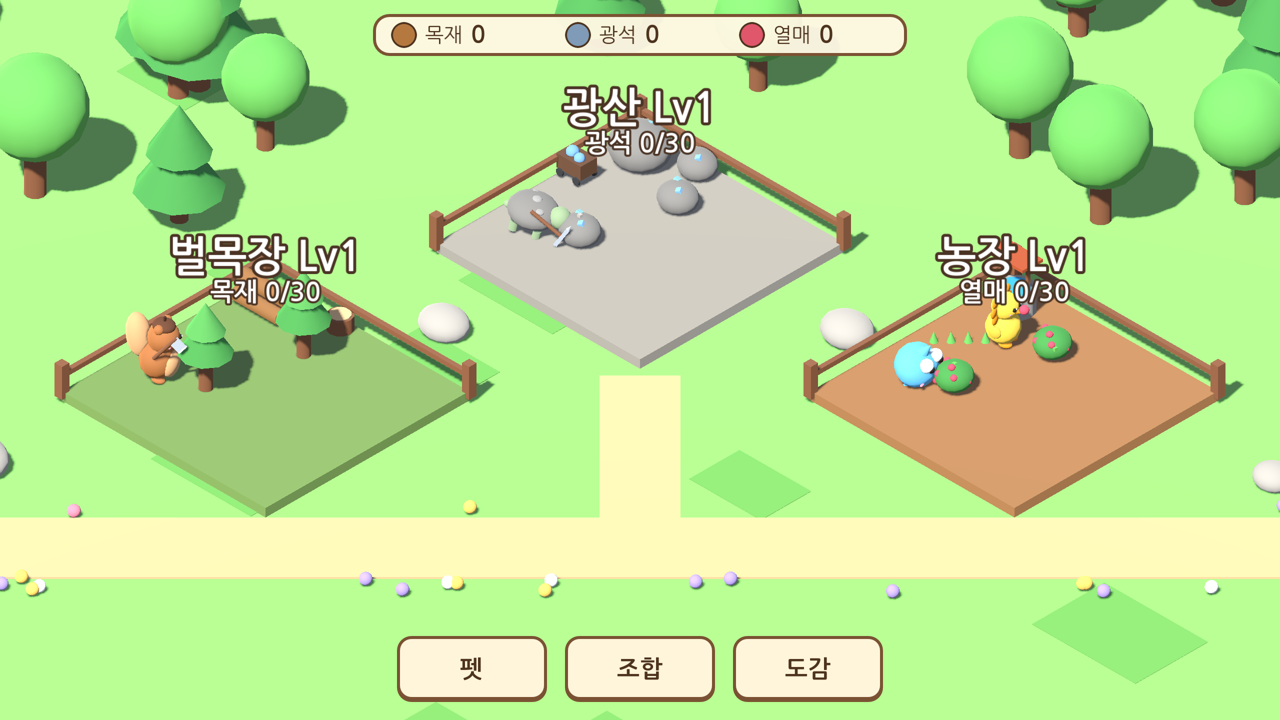 목재 0
광석 0
열매 0
광산 Lv1
광석 0/30
벌목장 Lv1
목재 0/30
농장 Lv1
열매 0/30
펫
조합
도감